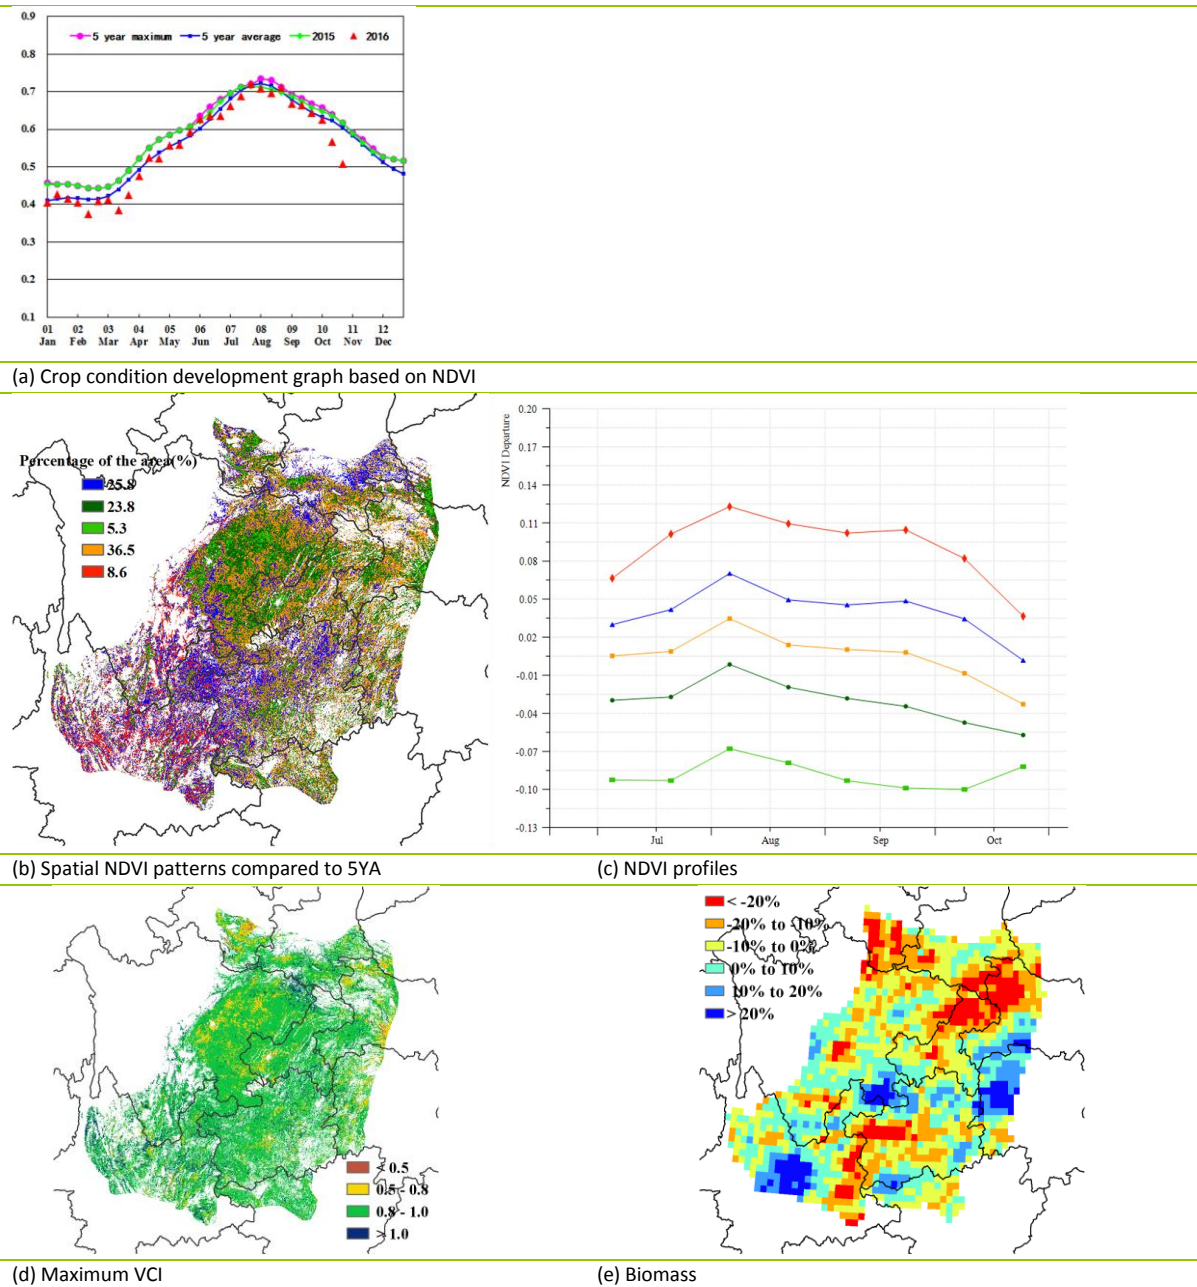 0.9
5 year maximum 5 year average 2015 2016
0.8
0.7
0.6
0.5
0.4
0.3
0.2
0.1
01 02 03 04 05 06 07 08 09 10 11 12
Jan Feb Mar Apr May Jun Jul Aug Sep Oct Nov Dec
(a) Crop condition development graph based on NDVI
Percentage of the area(%)
25.8
23.8
5.3
36.5
8.6
NDVI Departure
0.20
0.17
0.14
0.11
0.08
0.05
0.02
-0.01
-0.04
-0.07
-0.10
-0.13
Jul Aug Sep Oct
(b) Spatial NDVI patterns compared to 5YA (c) NDVI profiles
< 0.5
0.5 - 0.8
0.8 - 1.0
> 1.0
< -20%
-20% to -10%
-10% to 0%
0% to 10%
10% to 20%
> 20%
(d) Maximum VCI (e) Biomass